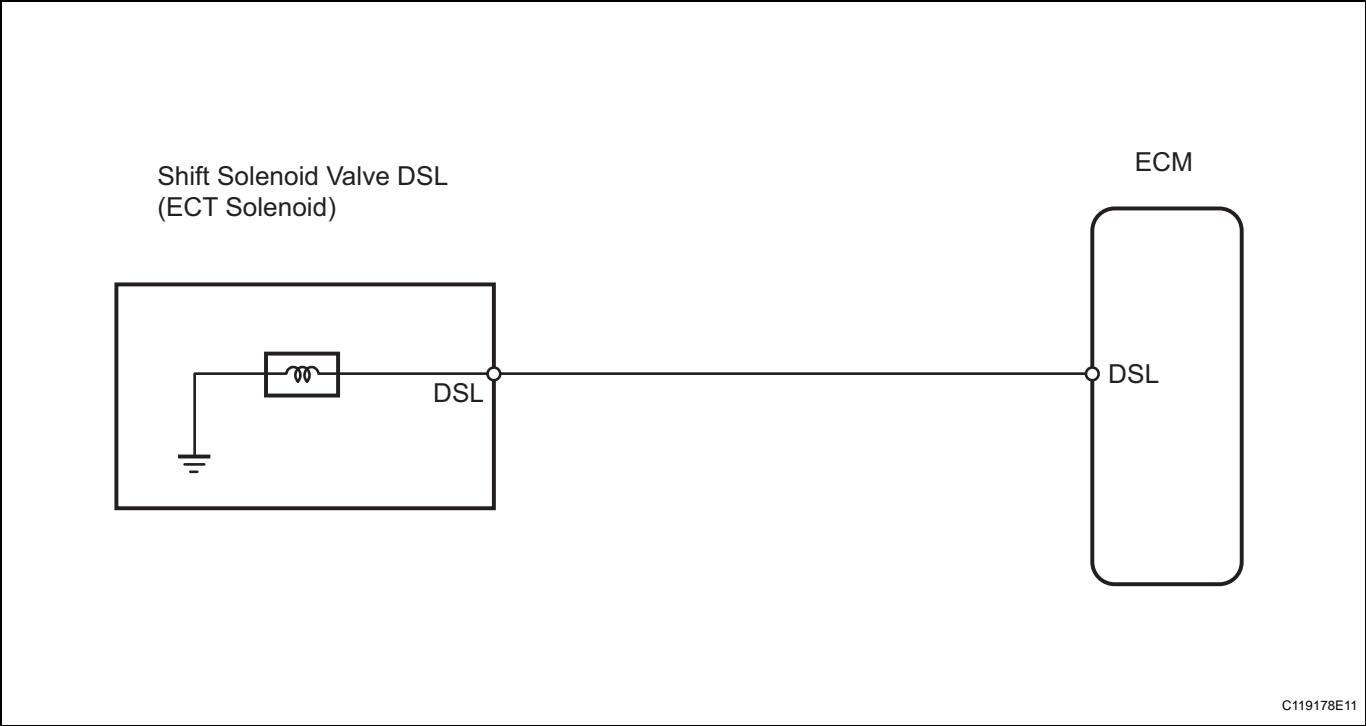 Shift Solenoid Valve DSL
(ECT Solenoid)
ECM
DSL
DSL
C119178E11